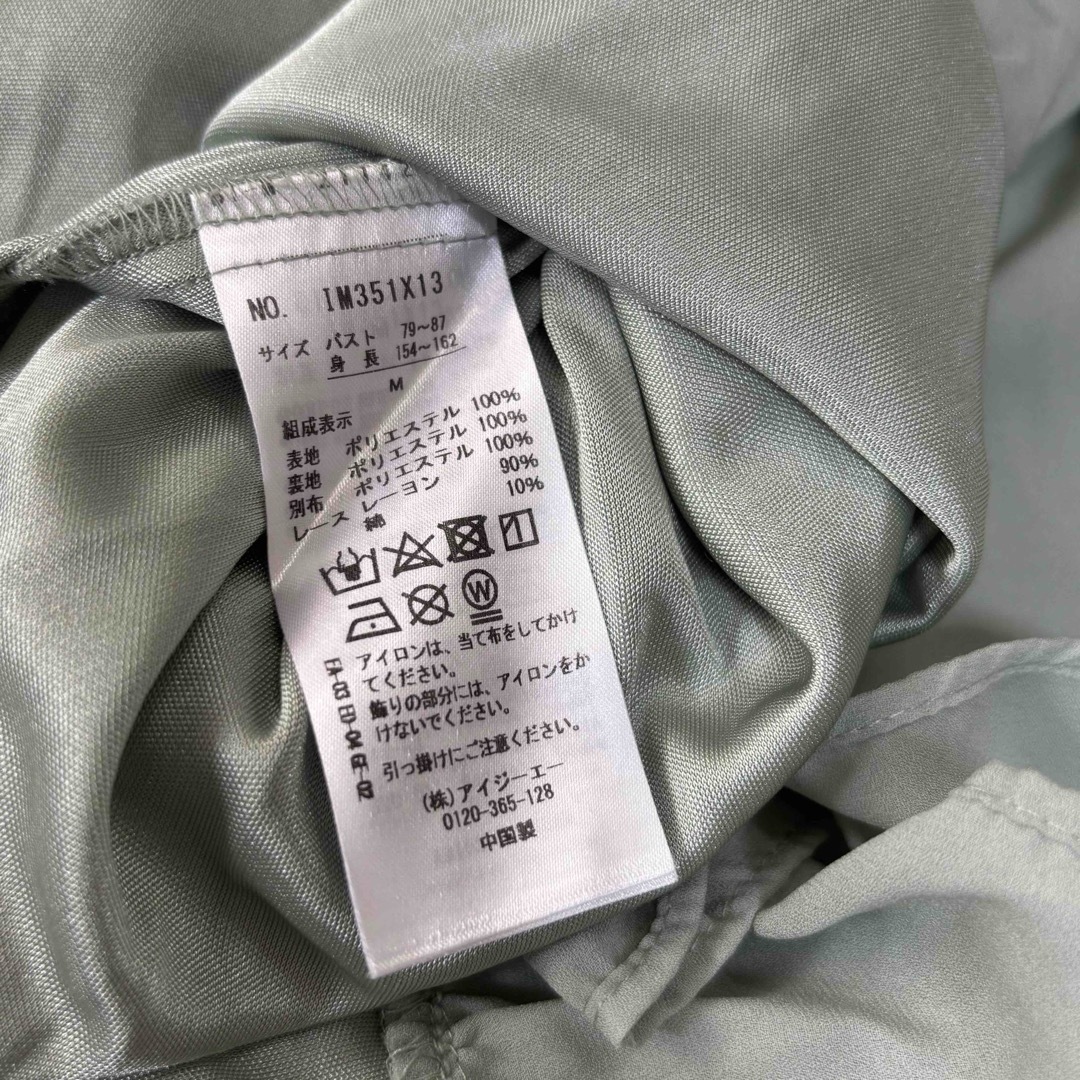 NO. IM351X13
サイズ バスト 79~87
身長 154~162
M
組成表示
表地 ポリエステル 100%
裏地 ポリエステル 100%
別布 ポリエステル 100%
レース レーヨン 90%
綿 10%
W
アイロンは、当て布をしてかけ
てください。
飾りの部分には、アイロンをか
けないでください。
引っ掛けにご注意ください。
(株)アイジーエー
0120-365-128
中国製